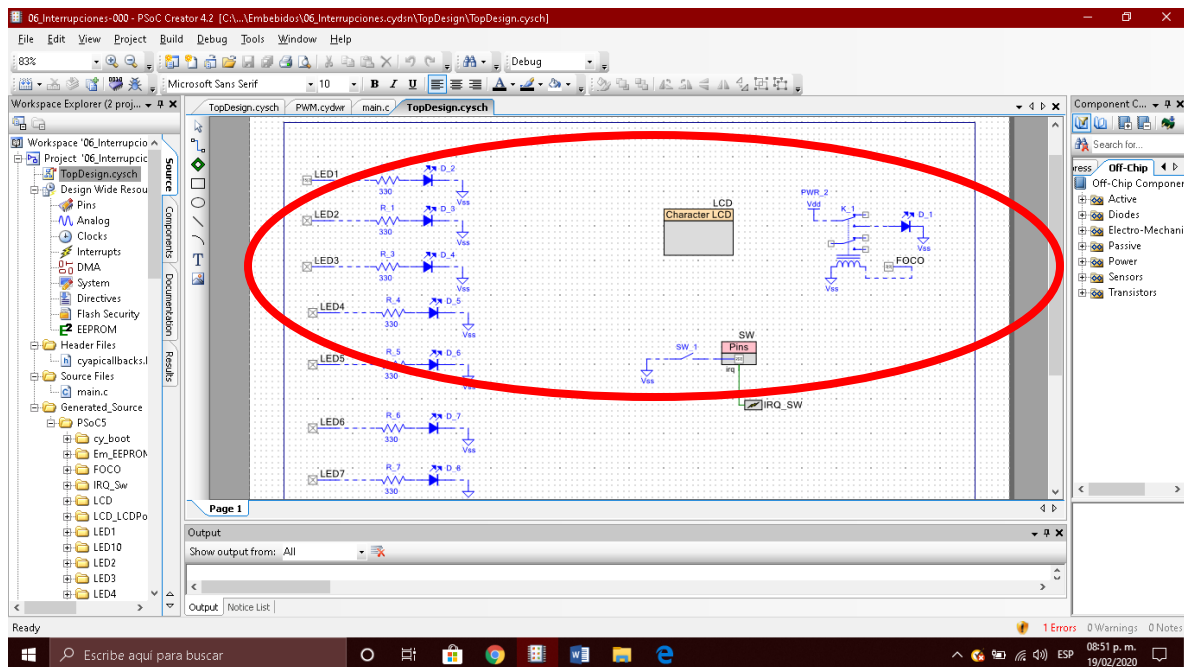 06_Interrupciones-000 - PSoC Creator 4.2 [C:\...\Embebidos\06_Interrupciones.cydsn\TopDesign\TopDesign.cysch]
File Edit View Project Build Debug Tools Window Help
83% Debug
Microsoft Sans Serif 10 B I U
Workspace Explorer (2 proj...
Workspace '06_Interrupcio
Project '06_Interrupcic
TopDesign.cysch
Design Wide Resou
Pins
Analog
Clocks
Interrupts
DMA
System
Directives
Flash Security
EEPROM
Header Files
cyapicallbacks.l
Source Files
main.c
Generated_Source
PSoC5
cy_boot
Em_EEPRON
FOCO
IRQ_Sw
LCD
LCD_LCDPo
LED1
LED10
LED2
LED3
LED4
Source
Components
Documentation
Results
TopDesign.cysch PWM.cydwr main.c TopDesign.cysch
LED1 330 D_2 Vss
LED2 R_1 330 D_3 Vss
LED3 R_3 330 D_4 Vss
LED4 R_4 330 D_5 Vss
LED5 R_5 330 D_6 Vss
LED6 R_6 330 D_7 Vss
LED7 R_7 330 D_8
LCD
Character LCD
PWR_2
Vdd K_1 D_1
Vss
FOCO
Vss
SW
Pins
SW_1
irq
Vss
IRQ_SW
Page 1
Output
Show output from: All
Output Notice List
Component C...
Search for...
ress Off-Chip
Off-Chip Componer
Active
Diodes
Electro-Mechani
Passive
Power
Sensors
Transistors
Ready 1 Errors 0 Warnings 0 Notes
Escribe aquí para buscar
ESP
08:51 p. m.
19/02/2020